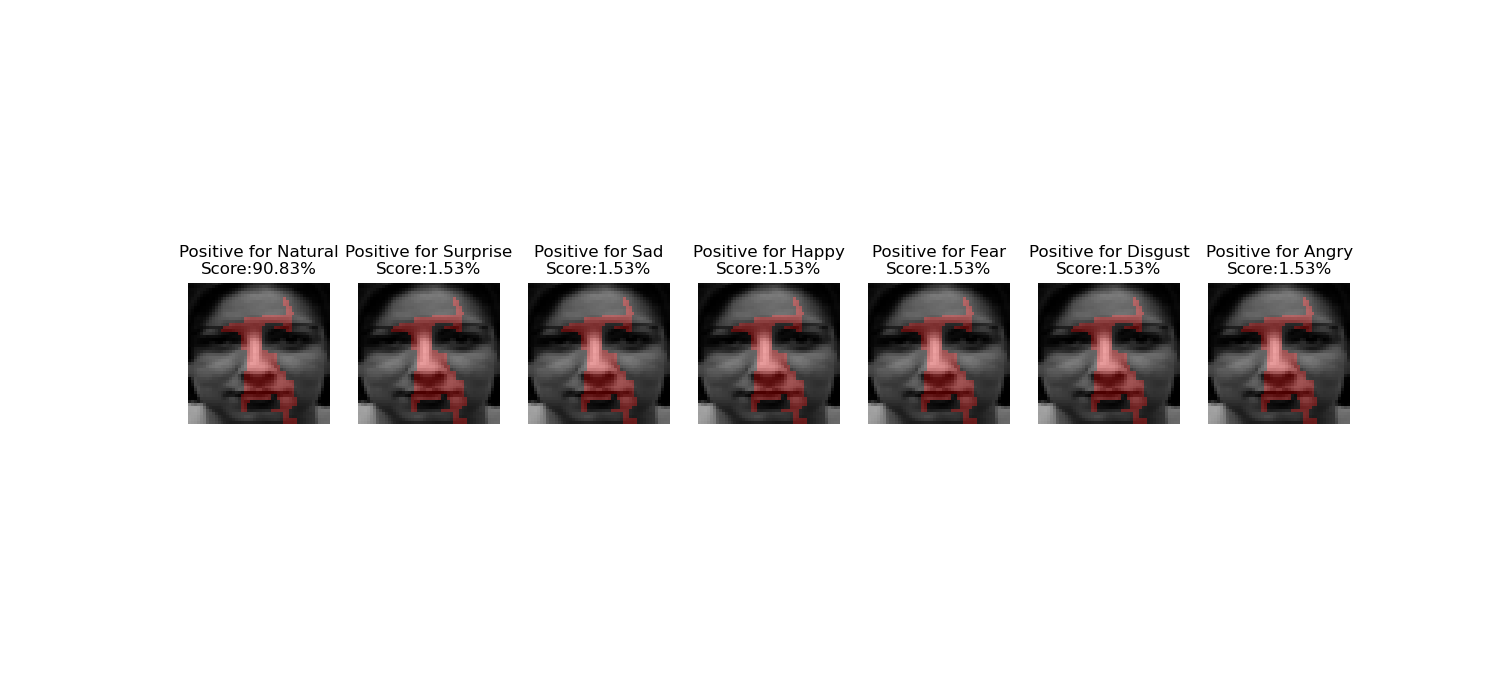 Positive for Natural
Score:90.83%
Positive for Surprise
Score:1.53%
Positive for Sad
Score:1.53%
Positive for Happy
Score:1.53%
Positive for Fear
Score:1.53%
Positive for Disgust
Score:1.53%
Positive for Angry
Score:1.53%